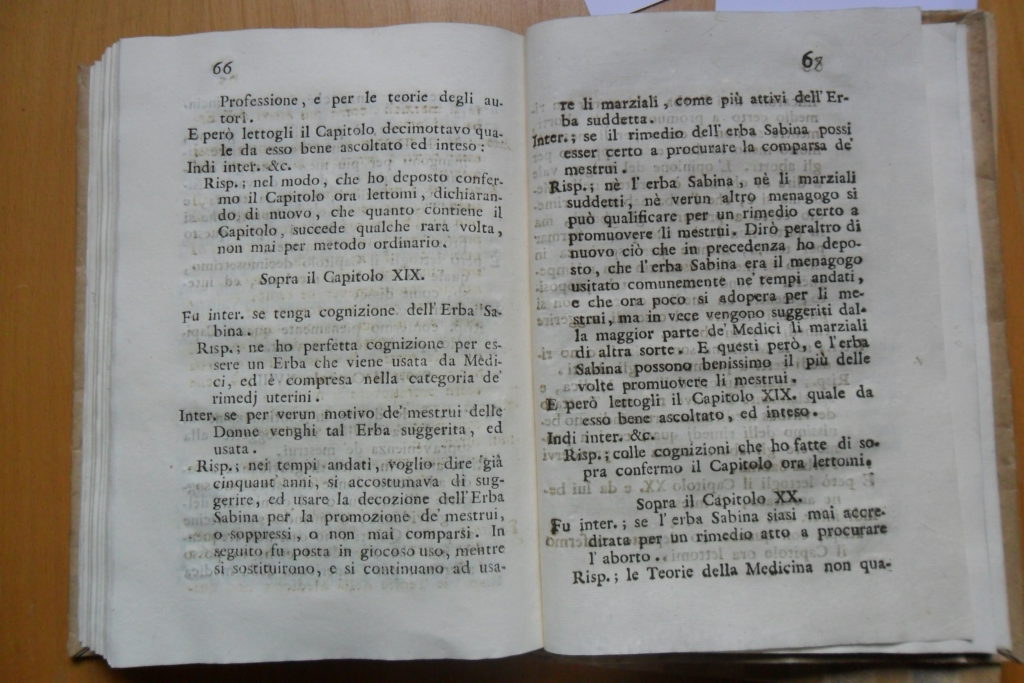 66
Professione, e per le teorie degli au-
tori.
E però lettogli il Capitolo decimottavo qua-
le da esso bene ascoltato ed inteso:
Indi inter. &c.
Risp.; nel modo, che ho deposto confer-
mo il Capitolo ora lettomi, dichiaran-
do di nuovo, che quanto contiene il
Capitolo, succede qualche rara volta,
non mai per metodo ordinario.
Sopra il Capitolo XIX.
Fu inter. se tenga cognizione dell'Erba Sa-
bina.
Risp.; ne ho perfetta cognizione per es-
sere un Erba che viene usata da Medi-
ci, ed è compresa nella categoria de'
rimedj uterini.
Inter. se per verun motivo de' mestrui delle
Donne venghi tal Erba suggerita, ed
usata.
Risp.; nei tempi andati, voglio dire già
cinquant'anni, si accostumava di sug-
gerire, ed usare la decozione dell'Erba
Sabina per la promozione de' mestrui,
o soppressi, o non mai comparsi. In
seguito fu posta in giocoso uso, mentre
si sostituirono, e si continuano ad usa-
68
re li marziali, come più attivi dell'Er-
ba suddetta.
Inter.; se il rimedio dell'erba Sabina possi
esser certo a procurare la comparsa de'
mestrui.
Risp.; nè l'erba Sabina, nè li marziali
suddetti, nè verun altro menagogo si
può qualificare per un rimedio certo a
promuovere li mestrui. Dirò peraltro di
nuovo ciò che in precedenza ho depo-
sto, che l'erba Sabina era il menagogo
usitato comunemente ne' tempi andati,
e che ora poco si adopera per li me-
strui, ma in vece vengono suggeriti dal-
la maggior parte de' Medici li marziali
di altra sorte. E questi però, e l'erba
Sabina possono benissimo il più delle
volte promuovere li mestrui.
E però lettogli il Capitolo XIX. quale da
esso bene ascoltato, ed inteso.
Indi inter. &c.
Risp.; colle cognizioni che ho fatte di so-
pra confermo il Capitolo ora lettomi.
Sopra il Capitolo XX.
Fu inter.; se l'erba Sabina siasi mai accre-
ditata per un rimedio atto a procurare
l'aborto.
Risp.; le Teorie della Medicina non qua-